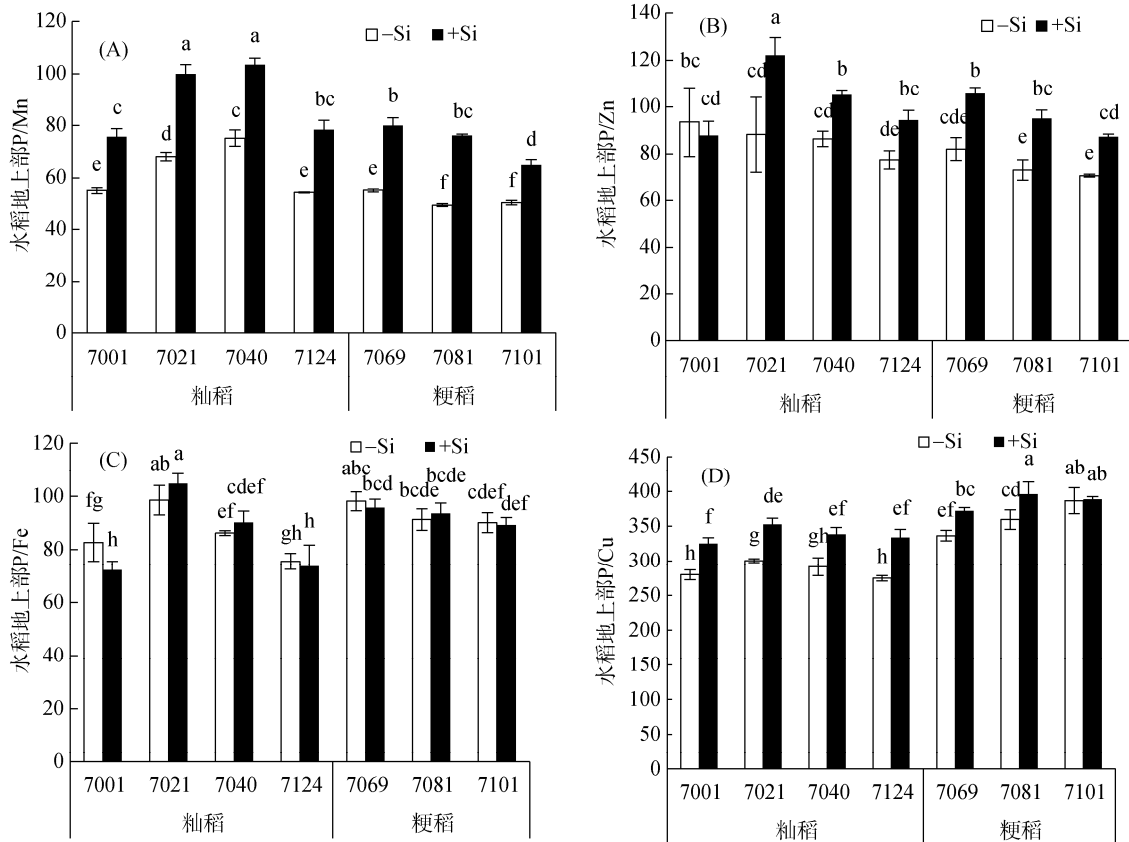 (A)
–Si +Si
水稻地上部P/Mn
120
100
80
60
40
20
0
e c d a c a e bc e b f bc f d
7001 7021 7040 7124 7069 7081 7101
籼稻 粳稻
(B)
–Si +Si
水稻地上部P/Zn
140
120
100
80
60
40
20
0
bc cd cd a cd b de bc cde b e bc e cd
7001 7021 7040 7124 7069 7081 7101
籼稻 粳稻
(C)
–Si +Si
水稻地上部P/Fe
120
100
80
60
40
20
0
fg h ab a ef cdef gh h abc bcd bcde bcde cdef def
7001 7021 7040 7124 7069 7081 7101
籼稻 粳稻
(D)
–Si +Si
水稻地上部P/Cu
450
400
350
300
250
200
150
100
50
0
h f g de gh ef h ef ef bc cd a ab ab
7001 7021 7040 7124 7069 7081 7101
籼稻 粳稻